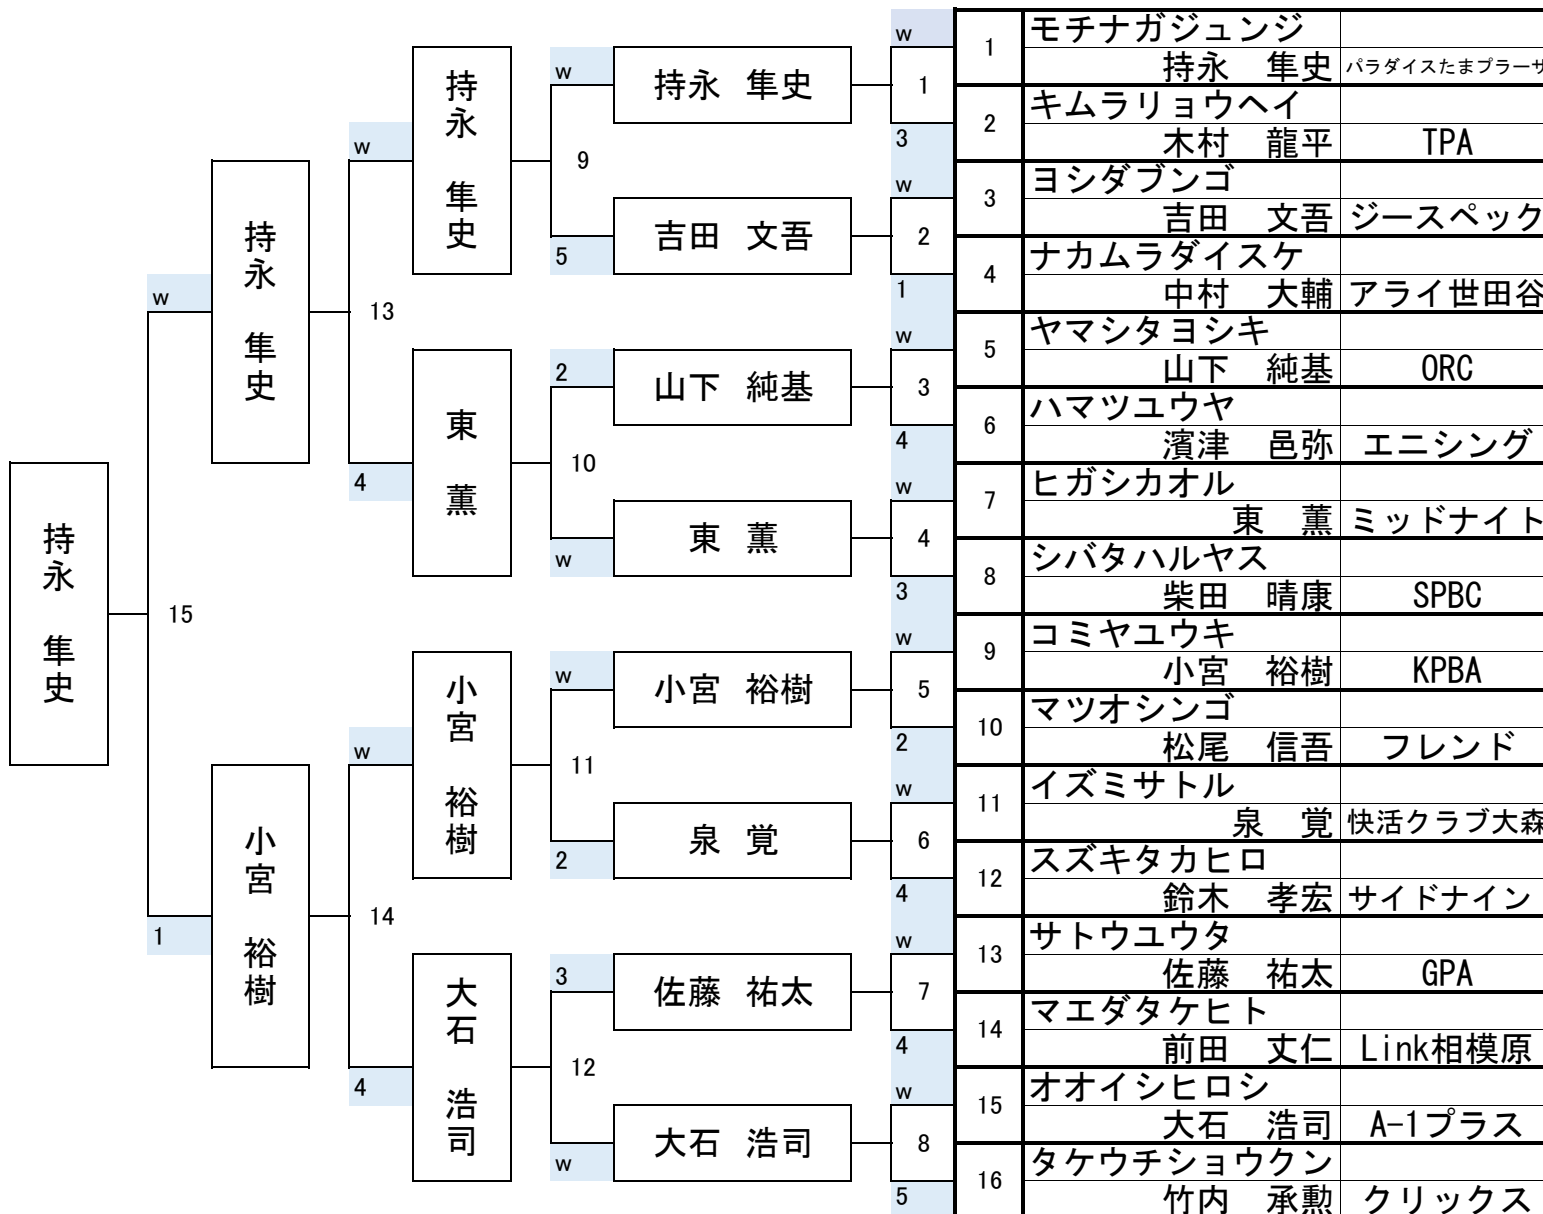 w
1
モチナガジュンジ
持永 隼史 パラダイスたまプラーザ
3
2
キムラリョウヘイ
木村 龍平 TPA
w
3
ヨシダブンゴ
吉田 文吾 ジースペック
1
4
ナカムラダイスケ
中村 大輔 アライ世田谷
w
5
ヤマシタヨシキ
山下 純基 ORC
4
6
ハマツユウヤ
濱津 邑弥 エニシング
w
7
ヒガシカオル
東 薫 ミッドナイト
3
8
シバタハルヤス
柴田 晴康 SPBC
w
9
コミヤユウキ
小宮 裕樹 KPBA
2
10
マツオシンゴ
松尾 信吾 フレンド
w
11
イズミサトル
泉 覚 快活クラブ大森
4
12
スズキタカヒロ
鈴木 孝宏 サイドナイン
w
13
サトウユウタ
佐藤 祐太 GPA
4
14
マエダタケヒト
前田 丈仁 Link相模原
w
15
オオイシヒロシ
大石 浩司 A-1プラス
5
16
タケウチショウクン
竹内 承勲 クリックス
1
2
3
4
5
6
7
8
w
持永 隼史
9
5
吉田 文吾
2
山下 純基
10
w
東 薫
w
小宮 裕樹
11
2
泉 覚
3
佐藤 祐太
12
w
大石 浩司
w
持永 隼史
13
4
東 薫
w
小宮 裕樹
14
4
大石 浩司
w
持永 隼史
15
1
小宮 裕樹
持永 隼史